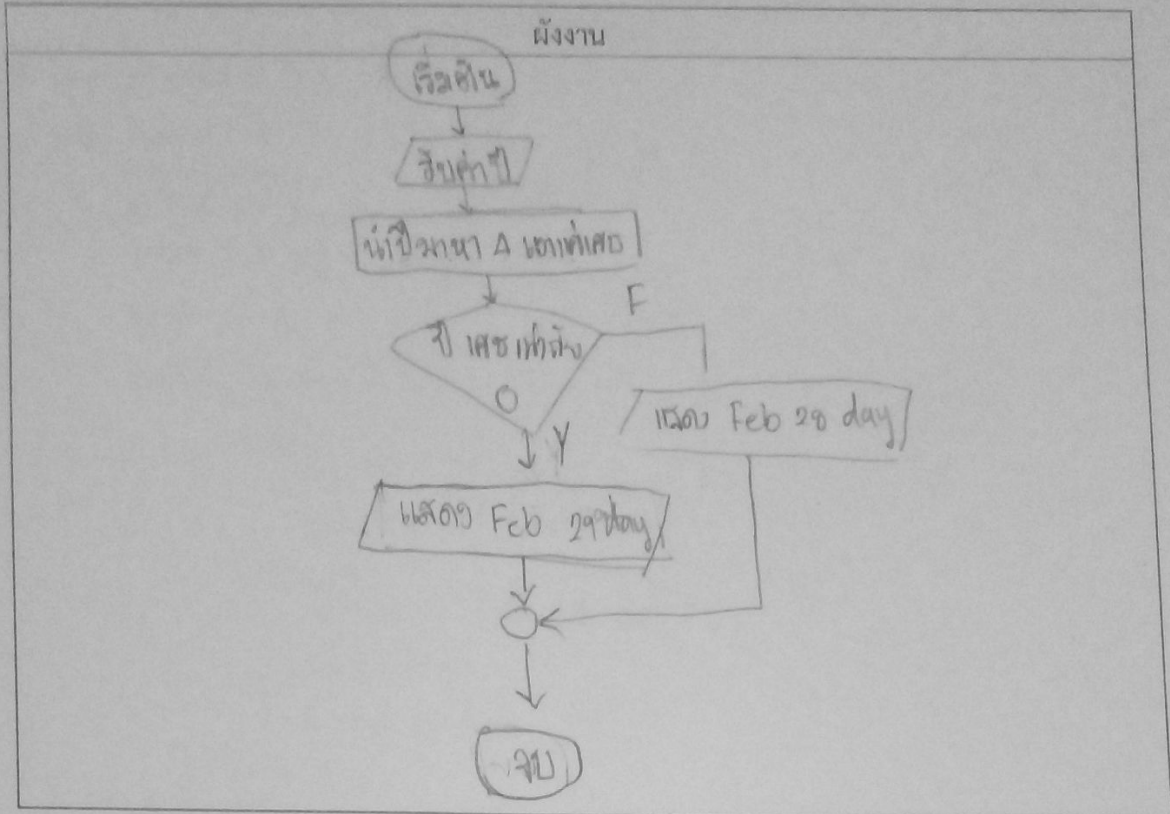 ผังงาน
เริ่มต้น
รับค่าปี
นำปีมาหา 4 เอาแค่เศษ
F
ปี เศษเท่ากับ
0
แสดง Feb 28 day
Y
แสดง Feb 29 day
จบ